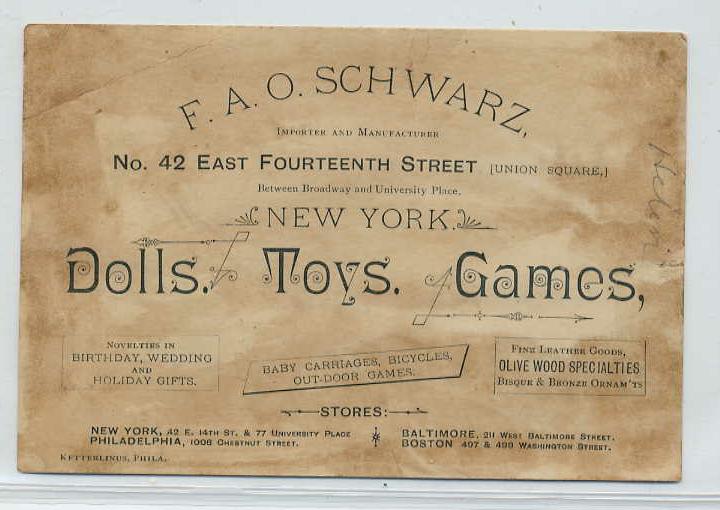 F. A. O. SCHWARZ,
IMPORTER AND MANUFACTURER
No. 42 EAST FOURTEENTH STREET [UNION SQUARE,]
Between Broadway and University Place,
NEW YORK.
Dolls. Toys. Games,
NOVELTIES IN
BIRTHDAY, WEDDING
AND
HOLIDAY GIFTS.
BABY CARRIAGES, BICYCLES,
OUT-DOOR GAMES.
FINE LEATHER GOODS,
OLIVE WOOD SPECIALTIES
BISQUE & BRONZE ORNAM'TS
STORES:
NEW YORK, 42 E. 14TH ST. & 77 UNIVERSITY PLACE
PHILADELPHIA, 1006 CHESTNUT STREET.
BALTIMORE, 211 WEST BALTIMORE STREET.
BOSTON 497 & 499 WASHINGTON STREET.
KETTERLINUS, PHILA.
Helen